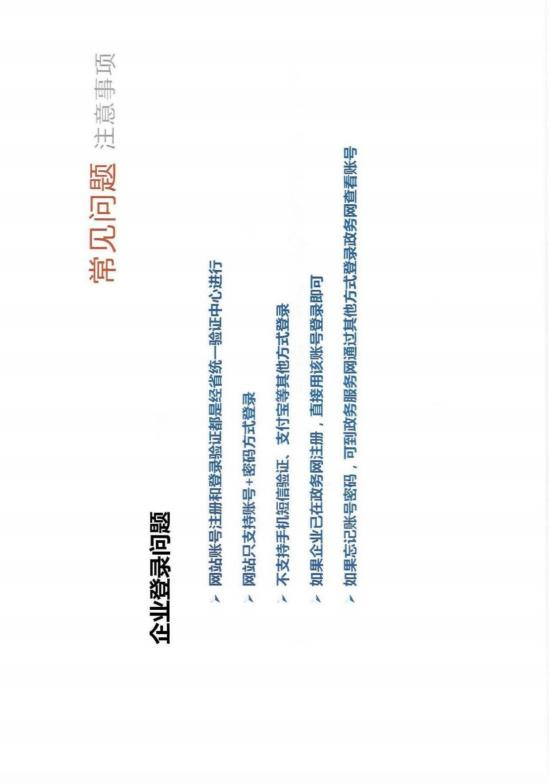 常见问题 注意事项
企业登录问题
网站账号注册和登录验证都是经省统一验证中心进行
网站只支持账号+密码方式登录
不支持手机短信验证、支付宝等其他方式登录
如果企业已在政务网注册，直接用该账号登录即可
如果忘记账号密码，可到政务服务网通过其他方式登录政务网查看账号